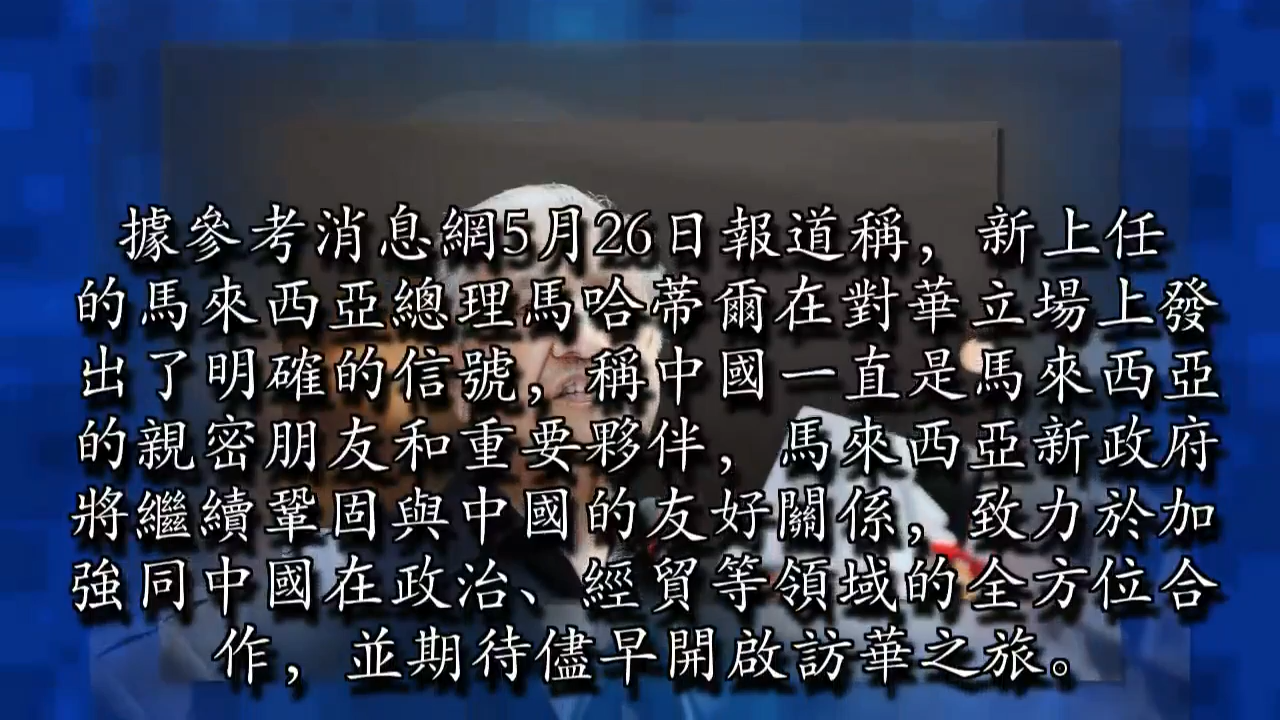 據參考消息網5月26日報道稱，新上任
的馬來西亞總理馬哈蒂爾在對華立場上發
出了明確的信號，稱中國一直是馬來西亞
的親密朋友和重要夥伴，馬來西亞新政府
將繼續鞏固與中國的友好關係，致力於加
強同中國在政治、經貿等領域的全方位合
作，並期待儘早開啟訪華之旅。